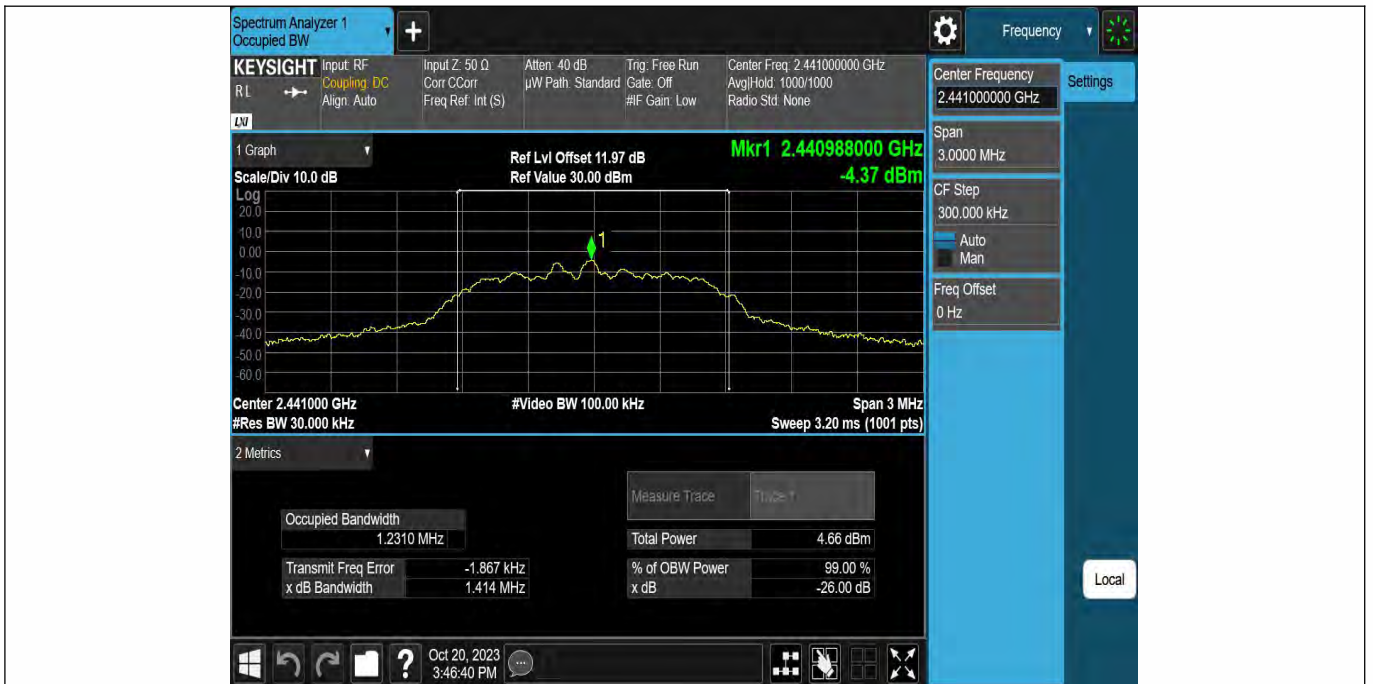 Spectrum Analyzer 1
Occupied BW
+
Frequency
KEYSIGHT
RL
LXI
Input: RF
Coupling: DC
Align: Auto
Input Z: 50 Ω
Corr CCorr
Freq Ref: Int (S)
Atten: 40 dB
µW Path: Standard
Trig: Free Run
Gate: Off
#IF Gain: Low
Center Freq: 2.441000000 GHz
Avg|Hold: 1000/1000
Radio Std: None
Center Frequency
2.441000000 GHz
Settings
Span
3.0000 MHz
CF Step
300.000 kHz
Auto
Man
Freq Offset
0 Hz
Local
1 Graph
Scale/Div 10.0 dB
Ref Lvl Offset 11.97 dB
Ref Value 30.00 dBm
Mkr1 2.440988000 GHz
-4.37 dBm
Log
20.0
10.0
0.00
-10.0
-20.0
-30.0
-40.0
-50.0
-60.0
1
Center 2.441000 GHz
#Res BW 30.000 kHz
#Video BW 100.00 kHz
Span 3 MHz
Sweep 3.20 ms (1001 pts)
2 Metrics
Measure Trace Trace 1
Occupied Bandwidth
1.2310 MHz
Total Power 4.66 dBm
Transmit Freq Error -1.867 kHz
% of OBW Power 99.00 %
x dB Bandwidth 1.414 MHz
x dB -26.00 dB
?
Oct 20, 2023
3:46:40 PM